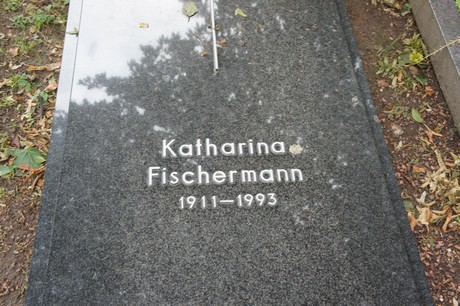 Katharina
Fischermann
1911—1993